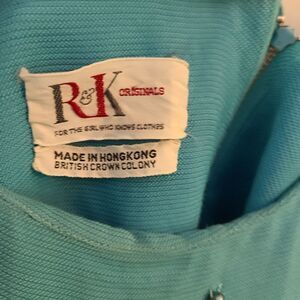 R&K ORIGINALS
FOR THE GIRL WHO KNOWS CLOTHES
MADE IN HONGKONG
BRITISH CROWN COLONY